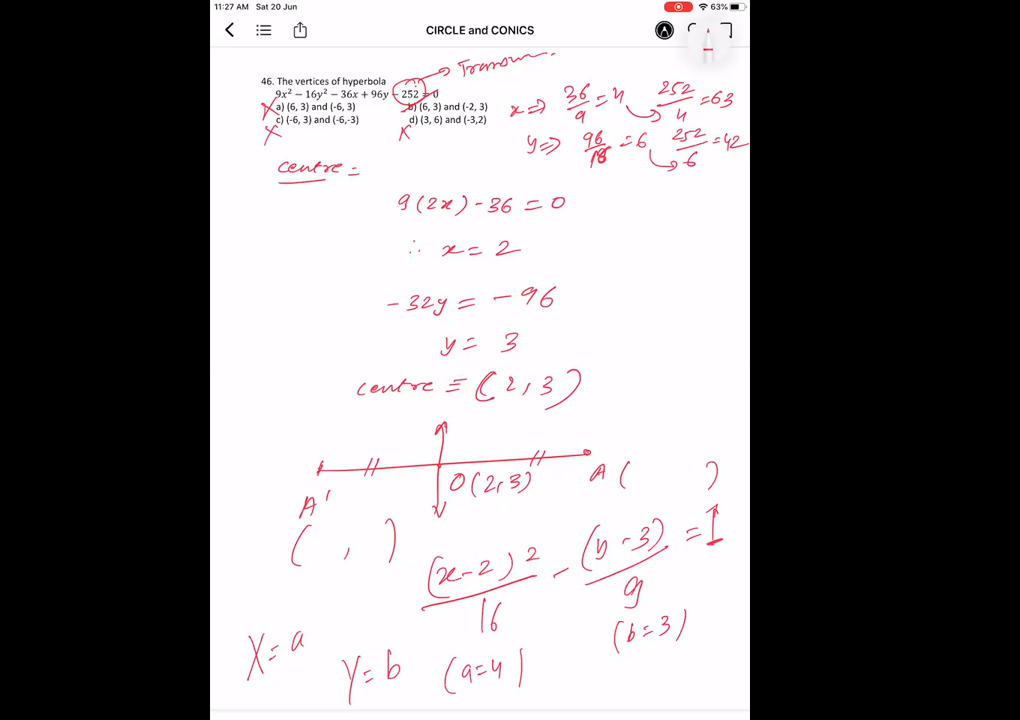 11:27 AM Sat 20 Jun 63%
CIRCLE and CONICS
46. The vertices of hyperbola
9x² − 16y² − 36x + 96y − 252 = 0
a) (6, 3) and (-6, 3) b) (6, 3) and (-2, 3)
c) (-6, 3) and (-6,-3) d) (3, 6) and (-3,2)
x ⇒ 36/9 = 4 252/4 = 63
y ⇒ 96/16 = 6 252/6 = 42
centre =
9(2x) - 36 = 0
∴ x = 2
- 32y = - 96
y = 3
centre ≡ (2, 3)
O(2,3) A ( )
A'
( , )
(x-2)²/16 - (y-3)/9 = 1
(b=3)
X = a
Y = b (a=4)